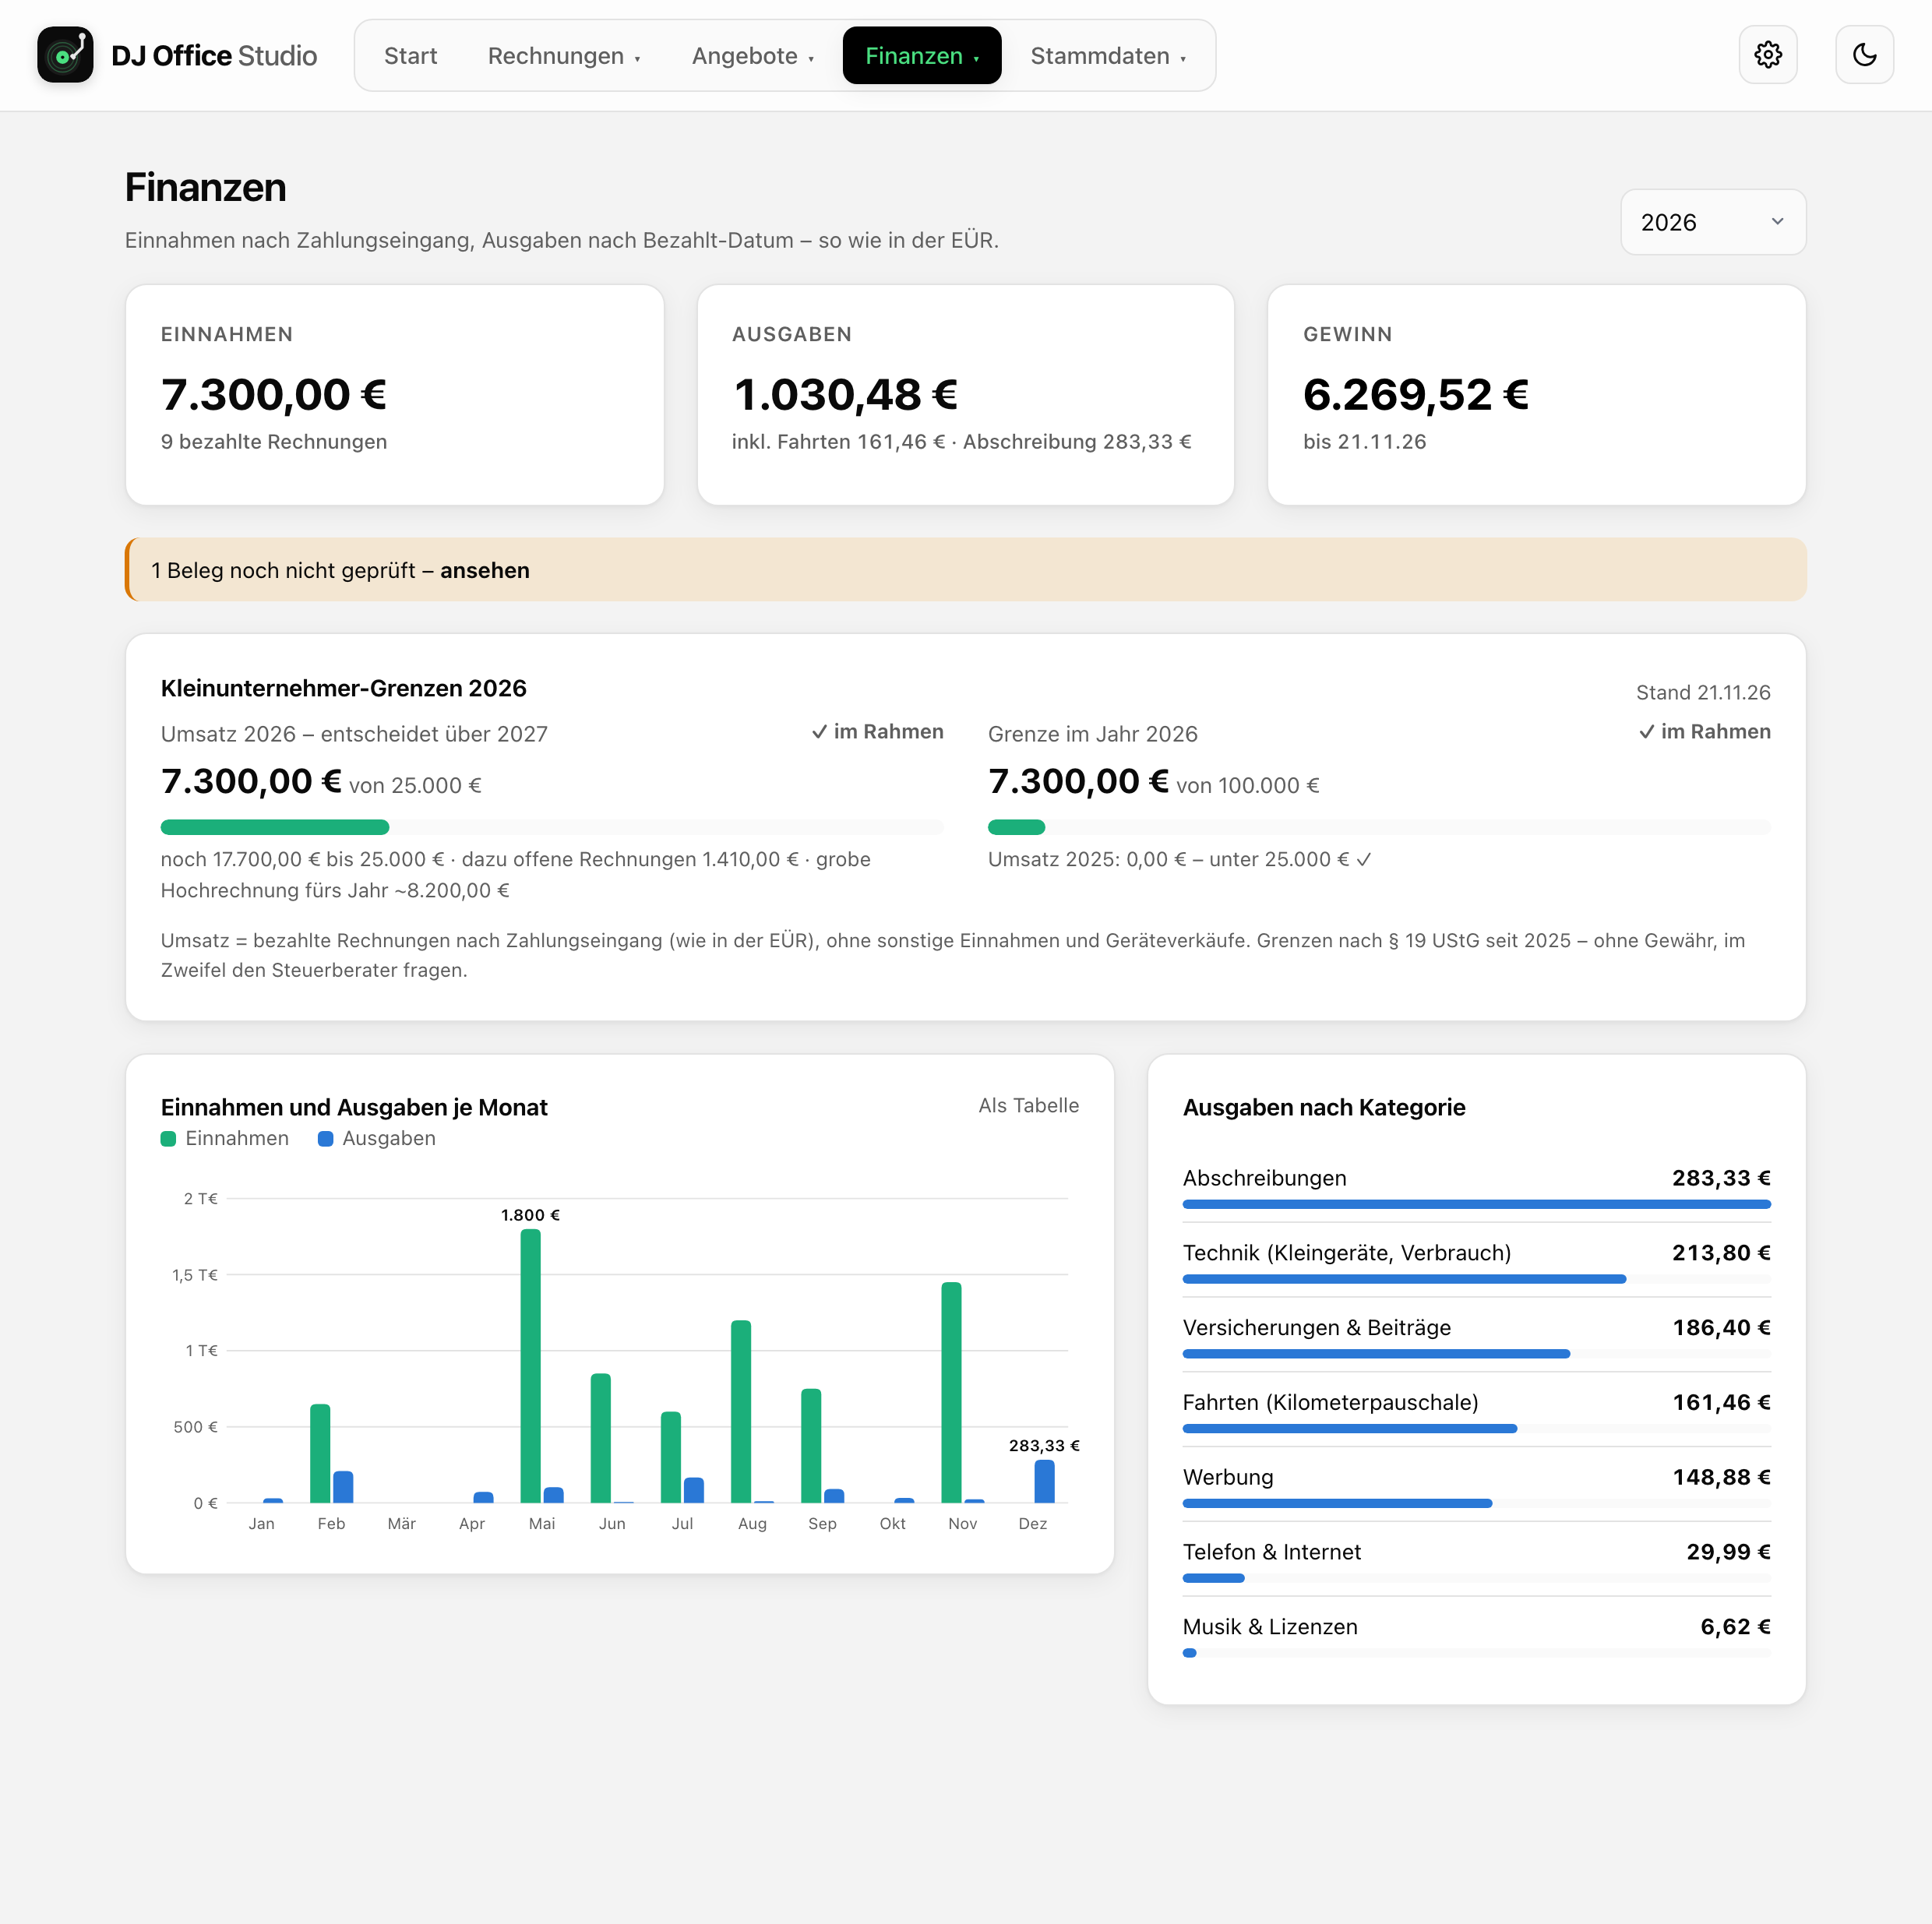 DJ Office Studio
Start
Rechnungen
Angebote
Finanzen
Stammdaten
Finanzen
Einnahmen nach Zahlungseingang, Ausgaben nach Bezahlt-Datum – so wie in der EÜR.
2026
EINNAHMEN
7.300,00 €
9 bezahlte Rechnungen
AUSGABEN
1.030,48 €
inkl. Fahrten 161,46 € · Abschreibung 283,33 €
GEWINN
6.269,52 €
bis 21.11.26
1 Beleg noch nicht geprüft – ansehen
Kleinunternehmer-Grenzen 2026
Stand 21.11.26
Umsatz 2026 – entscheidet über 2027
✓ im Rahmen
7.300,00 € von 25.000 €
noch 17.700,00 € bis 25.000 € · dazu offene Rechnungen 1.410,00 € · grobe
Hochrechnung fürs Jahr ~8.200,00 €
Grenze im Jahr 2026
✓ im Rahmen
7.300,00 € von 100.000 €
Umsatz 2025: 0,00 € – unter 25.000 € ✓
Umsatz = bezahlte Rechnungen nach Zahlungseingang (wie in der EÜR), ohne sonstige Einnahmen und Geräteverkäufe. Grenzen nach § 19 UStG seit 2025 – ohne Gewähr, im
Zweifel den Steuerberater fragen.
Einnahmen und Ausgaben je Monat
Als Tabelle
Einnahmen
Ausgaben
2 T€
1,5 T€
1 T€
500 €
0 €
1.800 €
283,33 €
Jan
Feb
Mär
Apr
Mai
Jun
Jul
Aug
Sep
Okt
Nov
Dez
Ausgaben nach Kategorie
Abschreibungen 283,33 €
Technik (Kleingeräte, Verbrauch) 213,80 €
Versicherungen & Beiträge 186,40 €
Fahrten (Kilometerpauschale) 161,46 €
Werbung 148,88 €
Telefon & Internet 29,99 €
Musik & Lizenzen 6,62 €